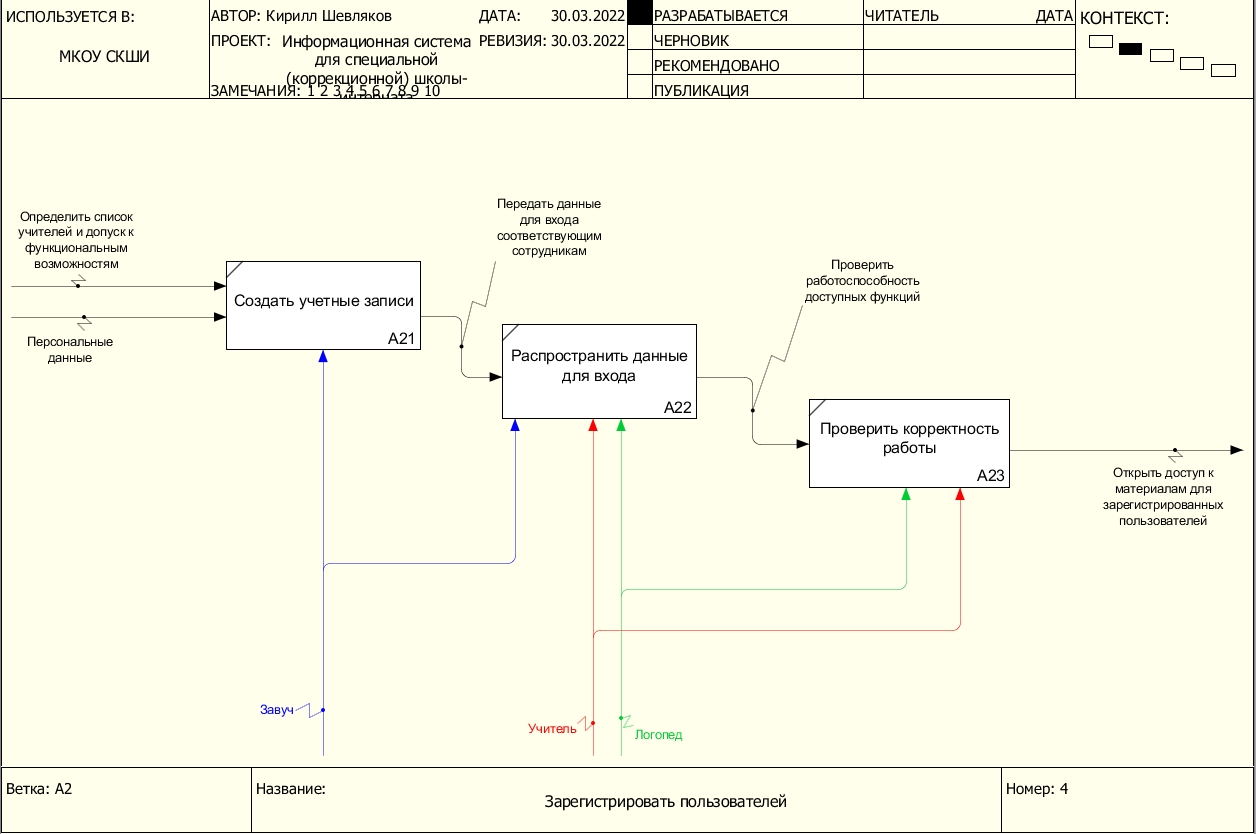 ИСПОЛЬЗУЕТСЯ В:
МКОУ СКШИ
АВТОР: Кирилл Шевляков
ДАТА: 30.03.2022
ПРОЕКТ: Информационная система
для специальной
(коррекционной) школы-
интерната
РЕВИЗИЯ: 30.03.2022
ЗАМЕЧАНИЯ: 1 2 3 4 5 6 7 8 9 10
РАЗРАБАТЫВАЕТСЯ
ЧЕРНОВИК
РЕКОМЕНДОВАНО
ПУБЛИКАЦИЯ
ЧИТАТЕЛЬ ДАТА
КОНТЕКСТ:
Определить список
учителей и допуск к
функциональным
возможностям
Персональные
данные
Создать учетные записи
A21
Передать данные
для входа
соответствующим
сотрудникам
Распространить данные
для входа
A22
Проверить
работоспособность
доступных функций
Проверить корректность
работы
A23
Открыть доступ к
материалам для
зарегистрированных
пользователей
Завуч
Учитель
Логопед
Ветка: A2
Название:
Зарегистрировать пользователей
Номер: 4